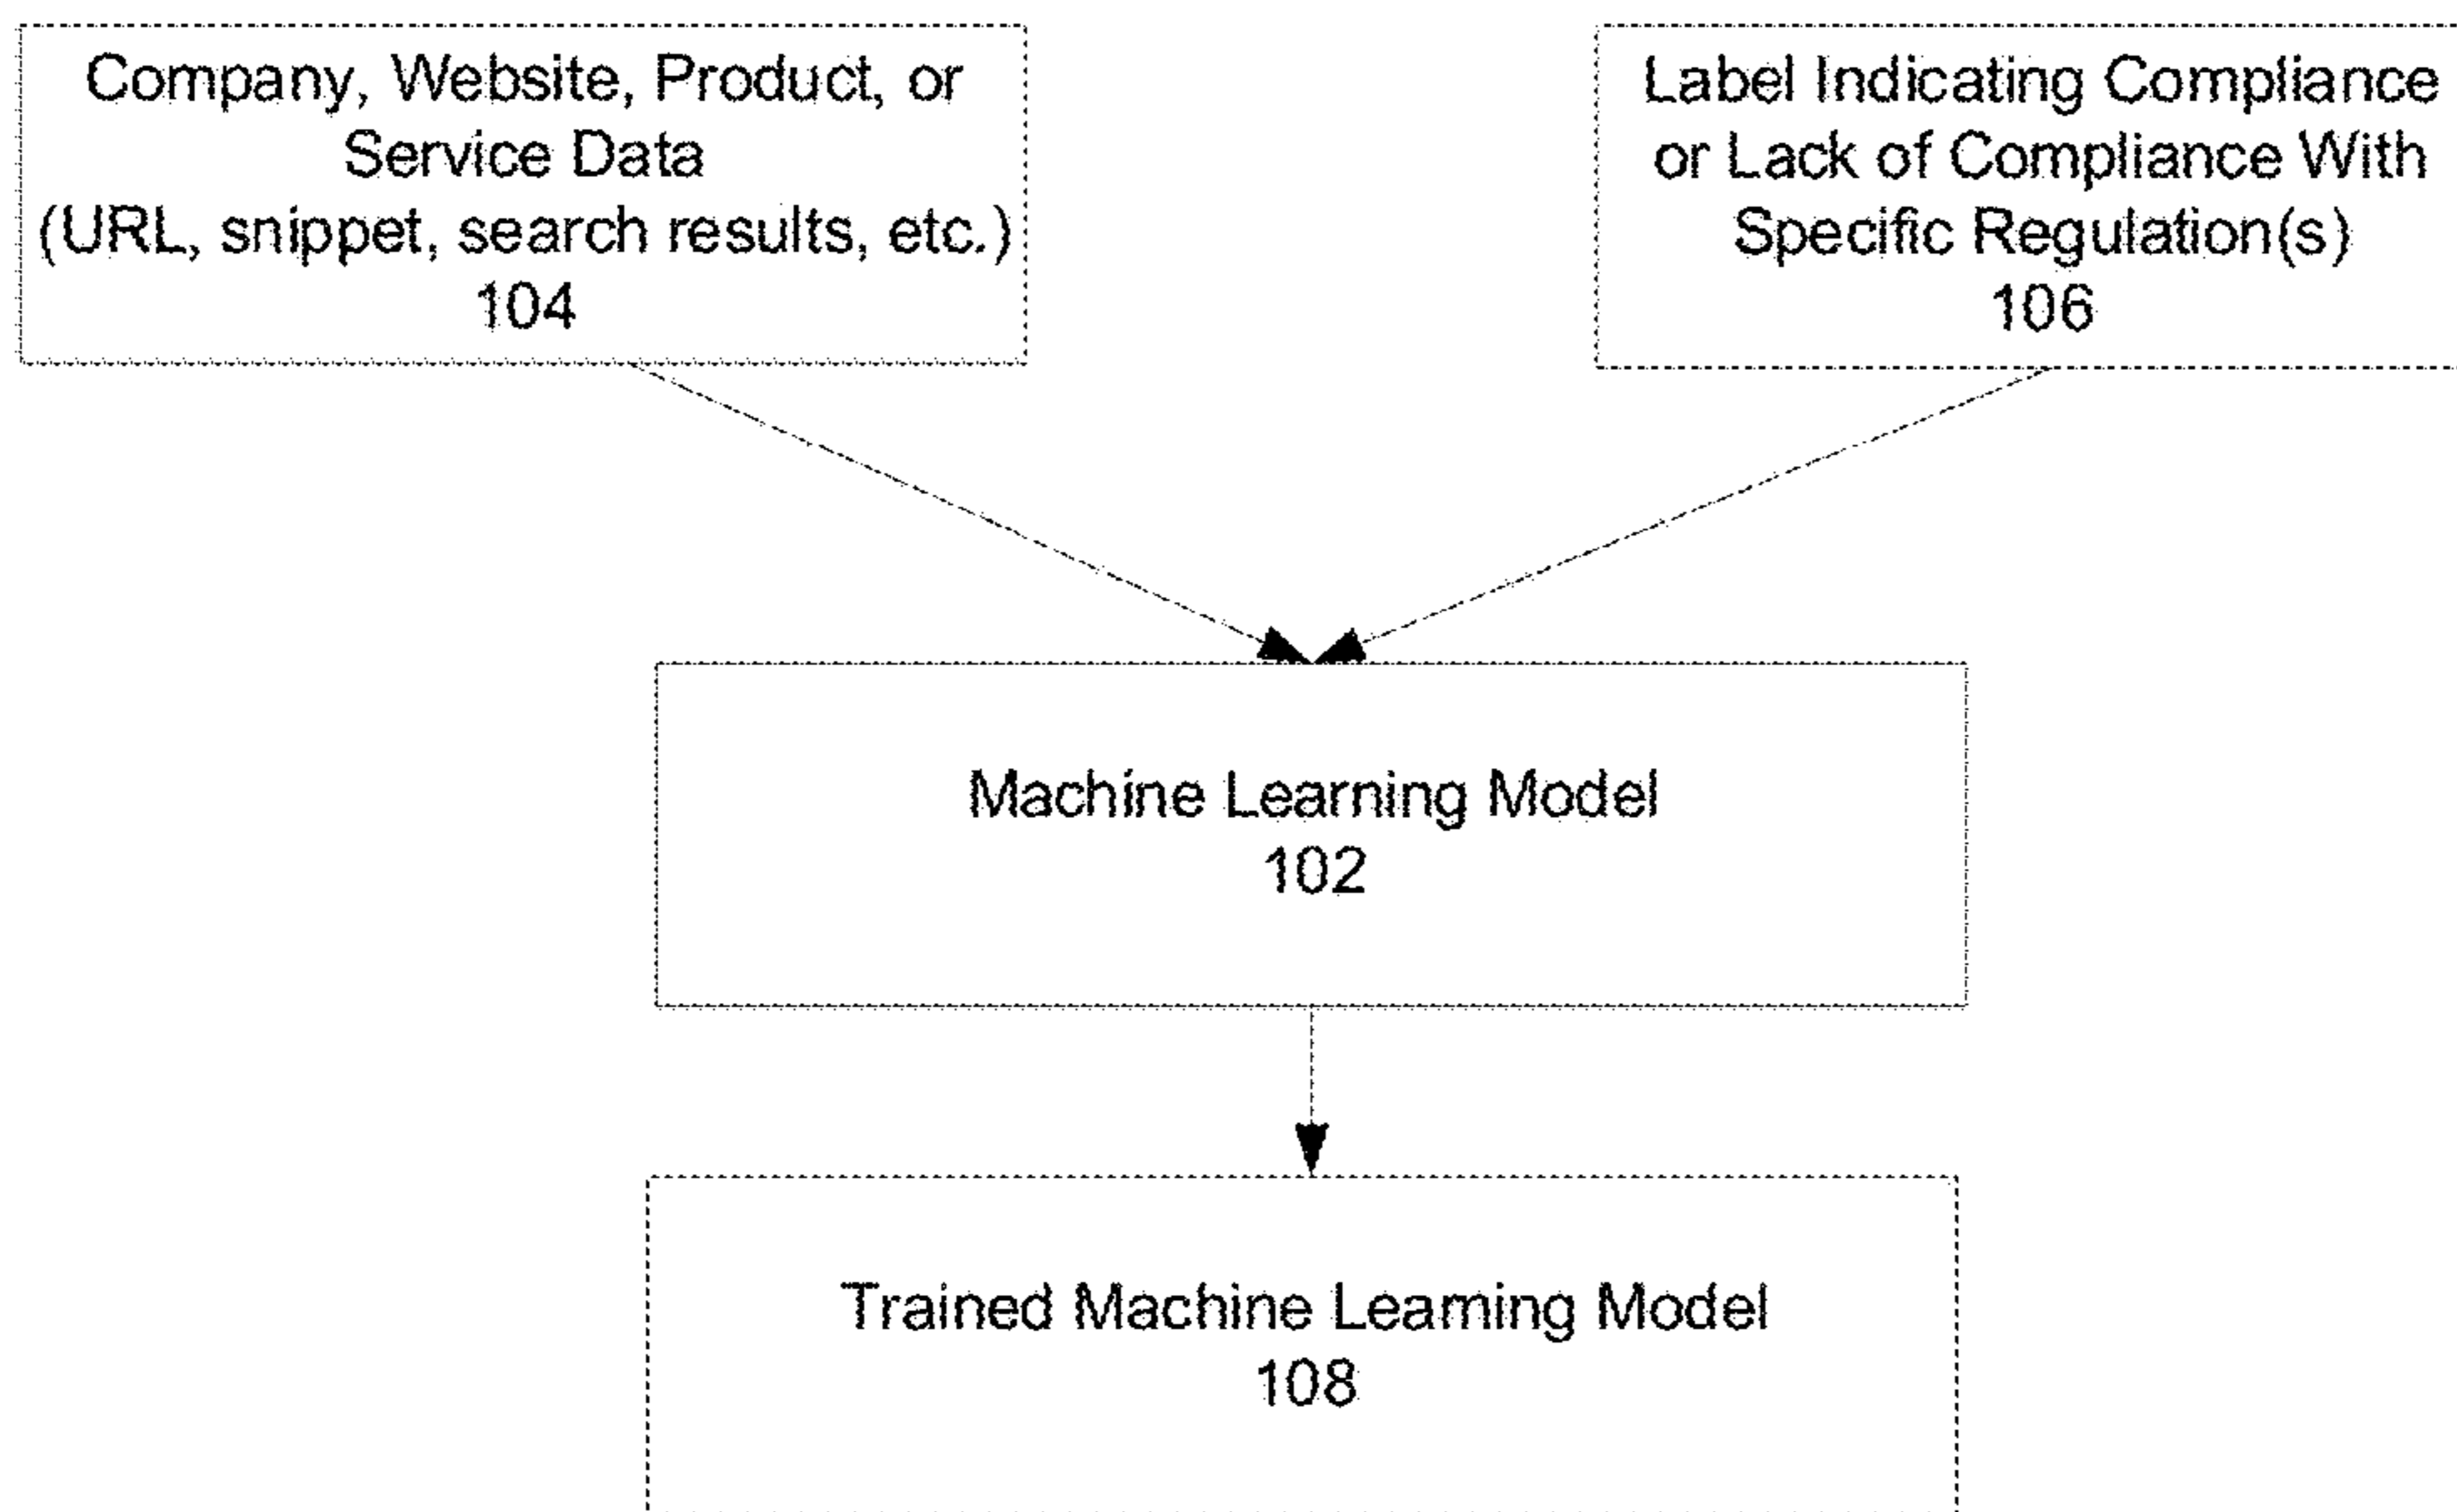 Company, Website, Product, or
Service Data
(URL, snippet, search results, etc.)
104
Label Indicating Compliance
or Lack of Compliance With
Specific Regulation(s)
106
Machine Learning Model
102
Trained Machine Learning Model
108